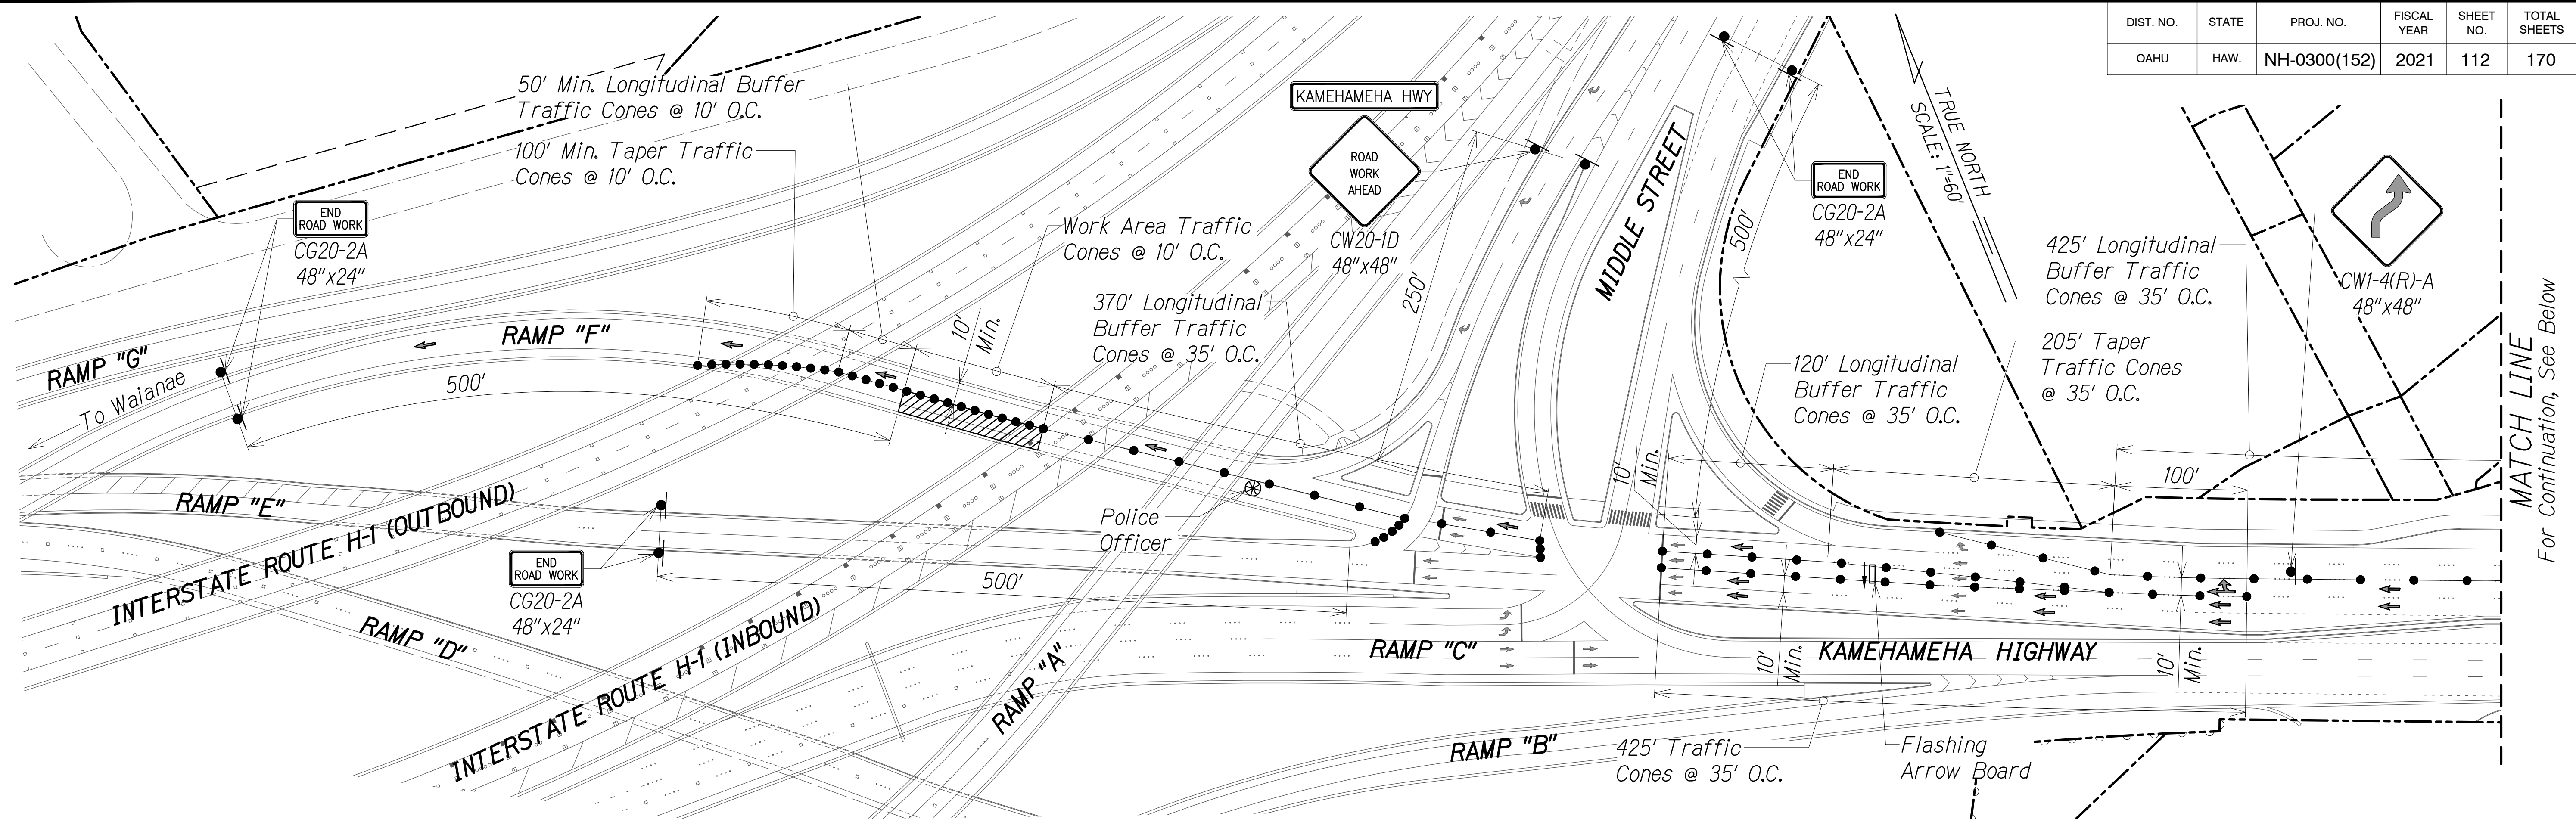 DIST. NO.
STATE
PROJ. NO.
FISCAL
YEAR
SHEET
NO.
TOTAL
SHEETS
OAHU
HAW.
NH-0300(152)
2021
112
170
50' Min. Longitudinal Buffer
Traffic Cones @ 10' O.C.
100' Min. Taper Traffic
Cones @ 10' O.C.
END
ROAD WORK
CG20-2A
48"x24"
Work Area Traffic
Cones @ 10' O.C.
KAMEHAMEHA HWY
ROAD
WORK
AHEAD
CW20-1D
48"x48"
370' Longitudinal
Buffer Traffic
Cones @ 35' O.C.
250'
MIDDLE STREET
500'
END
ROAD WORK
CG20-2A
48"x24"
TRUE NORTH
SCALE: 1"=60'
425' Longitudinal
Buffer Traffic
Cones @ 35' O.C.
CW1-4(R)-A
48"x48"
205' Taper
Traffic Cones
@ 35' O.C.
120' Longitudinal
Buffer Traffic
Cones @ 35' O.C.
MATCH LINE
For Continuation, See Below
RAMP "G"
To Waianae
RAMP "F"
500'
10'
Min.
10'
Min.
100'
RAMP "E"
INTERSTATE ROUTE H-1 (OUTBOUND)
Police
Officer
END
ROAD WORK
CG20-2A
48"x24"
500'
RAMP "D"
INTERSTATE ROUTE H-1 (INBOUND)
RAMP "A"
RAMP "C"
10'
Min.
KAMEHAMEHA HIGHWAY
10'
Min.
RAMP "B"
425' Traffic
Cones @ 35' O.C.
Flashing
Arrow Board